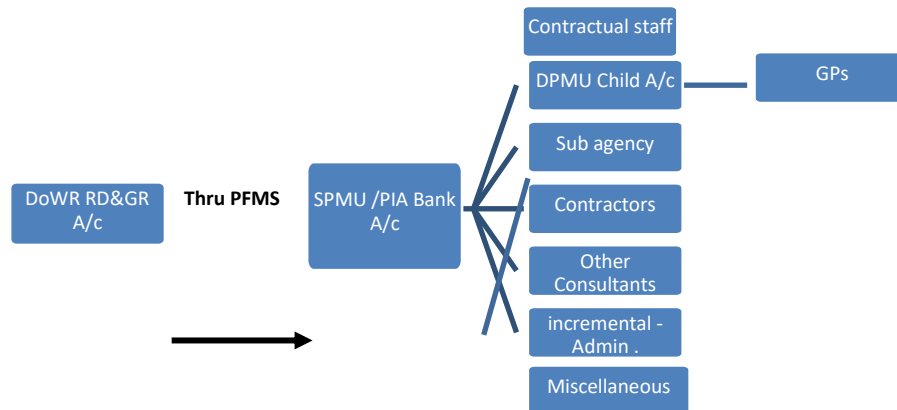 DoWR RD&GR
A/c
Thru PFMS
SPMU /PIA Bank
A/c
Contractual staff
DPMU Child A/c
GPs
Sub agency
Contractors
Other
Consultants
incremental -
Admin .
Miscellaneous